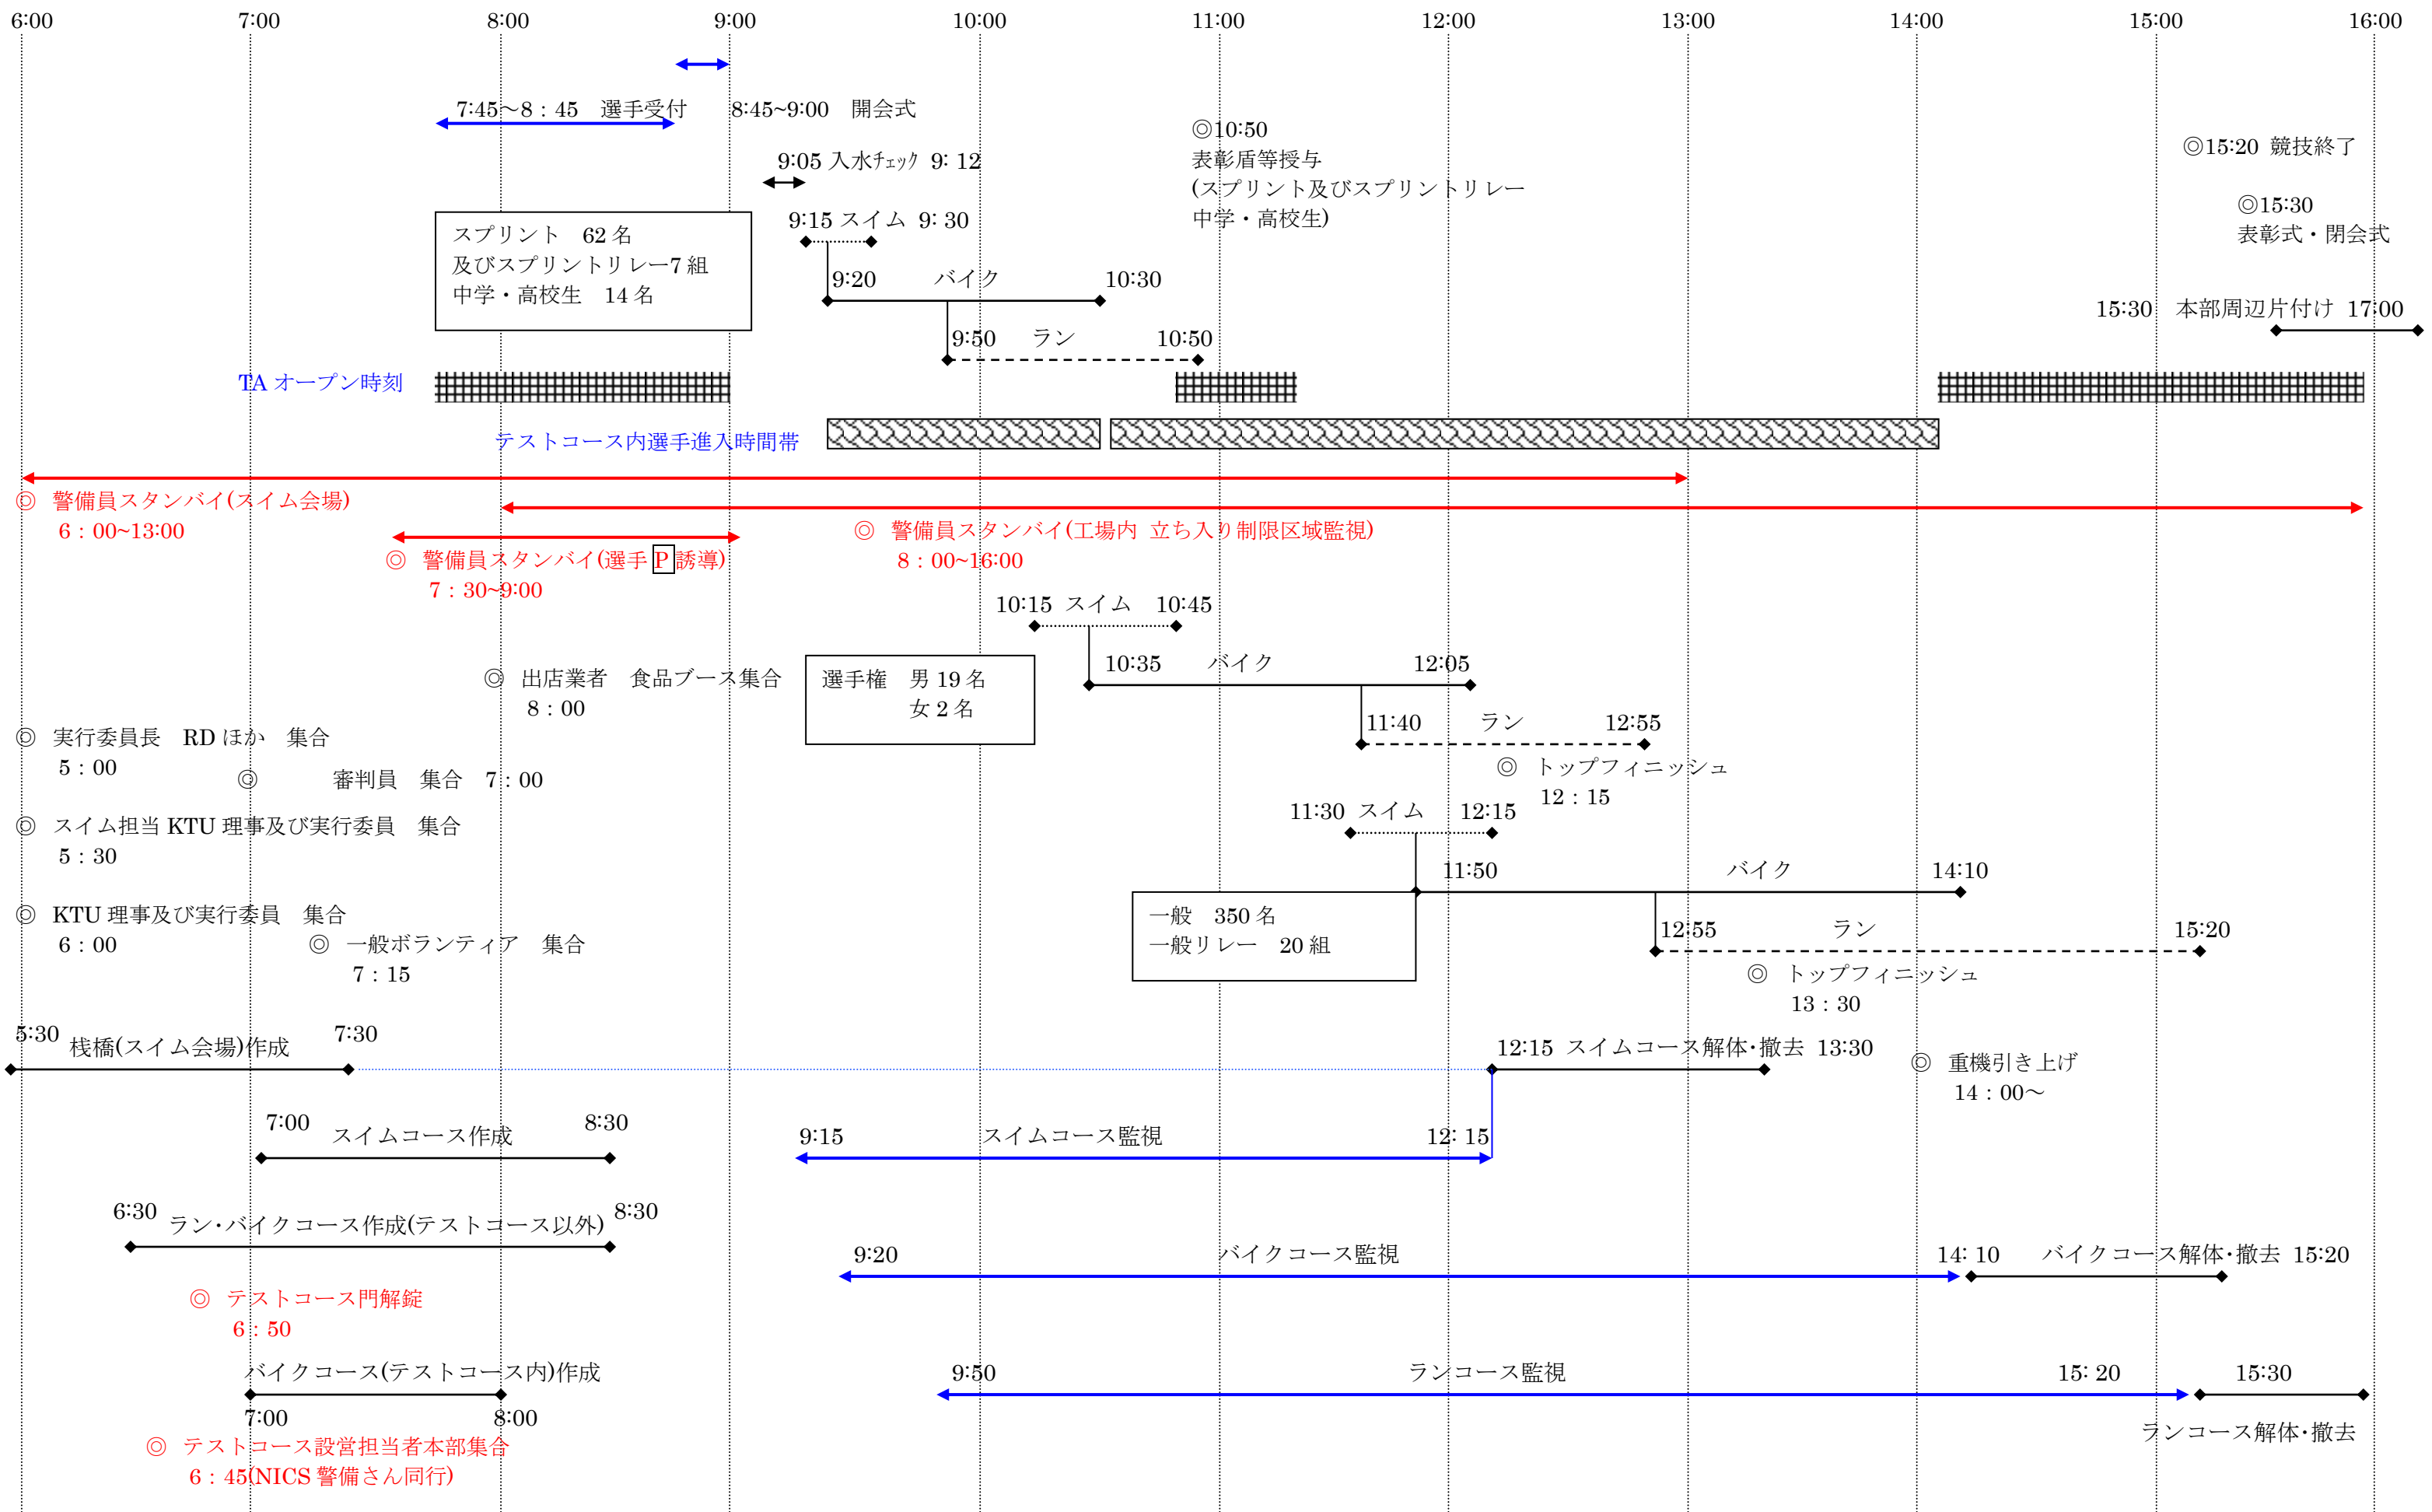 6:00 7:00 8:00 9:00 10:00 11:00 12:00 13:00 14:00 15:00 16:00
7:45～8：45　選手受付　8:45~9:00　開会式
◎10:50
表彰盾等授与
(スプリント及びスプリントリレー
中学・高校生)
◎15:20 競技終了
◎15:30
表彰式・閉会式
9:05 入水ﾁｪｯｸ 9: 12
9:15 スイム 9: 30
スプリント　62 名
及びスプリントリレー7 組
中学・高校生　14 名
9:20　バイク　10:30
9:50　ラン　10:50
15:30　本部周辺片付け 17:00
TA オープン時刻
テストコース内選手進入時間帯
◎ 警備員スタンバイ(スイム会場)
6：00~13:00
◎ 警備員スタンバイ(工場内 立ち入り制限区域監視)
8：00~16:00
◎ 警備員スタンバイ(選手 P 誘導)
7：30~9:00
10:15 スイム 10:45
◎ 出店業者　食品ブース集合
8：00
選手権　男 19 名
女 2 名
10:35　バイク　12:05
11:40　ラン　12:55
◎ トップフィニッシュ
12：15
◎ 実行委員長　RD ほか　集合
5：00
◎　審判員　集合　7：00
◎ スイム担当 KTU 理事及び実行委員　集合
5：30
11:30 スイム 12:15
11:50　バイク　14:10
一般　350 名
一般リレー　20 組
12:55　ラン　15:20
◎ トップフィニッシュ
13：30
◎ KTU 理事及び実行委員　集合
6：00
◎ 一般ボランティア　集合
7：15
5:30 桟橋(スイム会場)作成 7:30
12:15 スイムコース解体･撤去 13:30
◎ 重機引き上げ
14：00～
7:00 スイムコース作成 8:30
9:15 スイムコース監視 12: 15
6:30 ラン･バイクコース作成(テストコース以外) 8:30
9:20 バイクコース監視 14: 10
バイクコース解体･撤去 15:20
◎ テストコース門解錠
6：50
バイクコース(テストコース内)作成
7:00 8:00
9:50 ランコース監視 15: 20
15:30
ランコース解体･撤去
◎ テストコース設営担当者本部集合
6：45(NICS 警備さん同行)